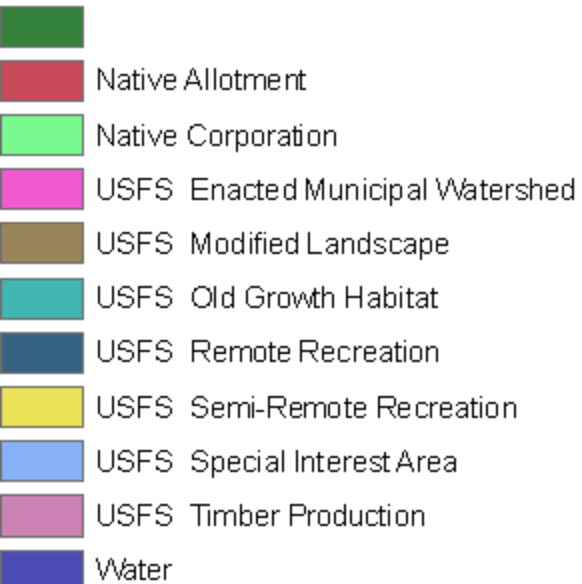 Native Allotment
Native Corporation
USFS Enacted Municipal Watershed
USFS Modified Landscape
USFS Old Growth Habitat
USFS Remote Recreation
USFS Semi-Remote Recreation
USFS Special Interest Area
USFS Timber Production
Water